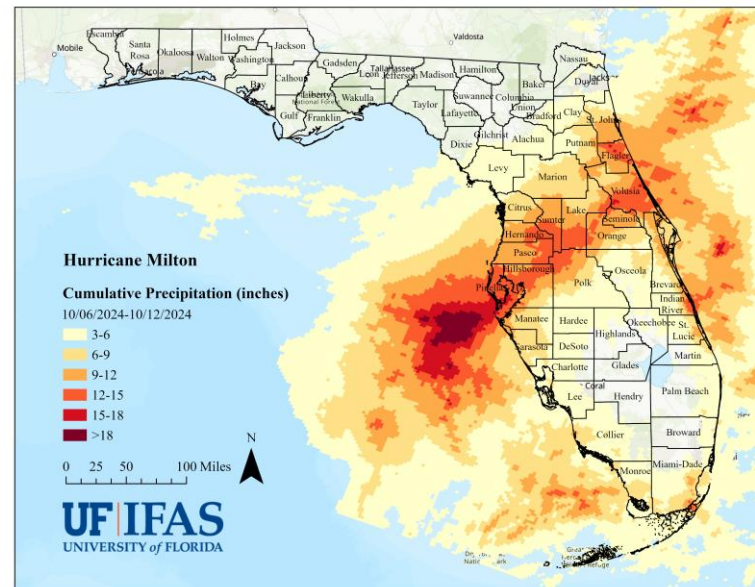 Valdosta
Holmes
Escambia
Jackson
Mobile
Santa
Rosa
Okaloosa
Walton
Washington
Gadsden
Tallahassee
Hamilton
Nassau
Leon
Jefferson
Madison
Jacks
Duval
Bay
Calhoun
Suwannee
Columbia
Baker
Liberty
Wakulla
Union
Bradford
Clay
St. Johns
Taylor
Lafayette
Gulf
Franklin
Gilchrist
Alachua
Putnam
Dixie
Flagler
Levy
Marion
Volusia
Citrus
Lake
Sumter
Seminole
Hernando
Orange
Pasco
Hillsborough
Osceola
Polk
Brevard
Indian
River
Manatee
Hardee
Okeechobee
St.
Lucie
Highlands
Sarasota
DeSoto
Martin
Charlotte
Glades
Coral
Lee
Hendry
Palm Beach
Collier
Broward
Monroe
Miami-Dade
Hurricane Milton
Cumulative Precipitation (inches)
10/06/2024-10/12/2024
3-6
6-9
9-12
12-15
15-18
>18
N
0 25 50 100 Miles
UF|IFAS
UNIVERSITY of FLORIDA